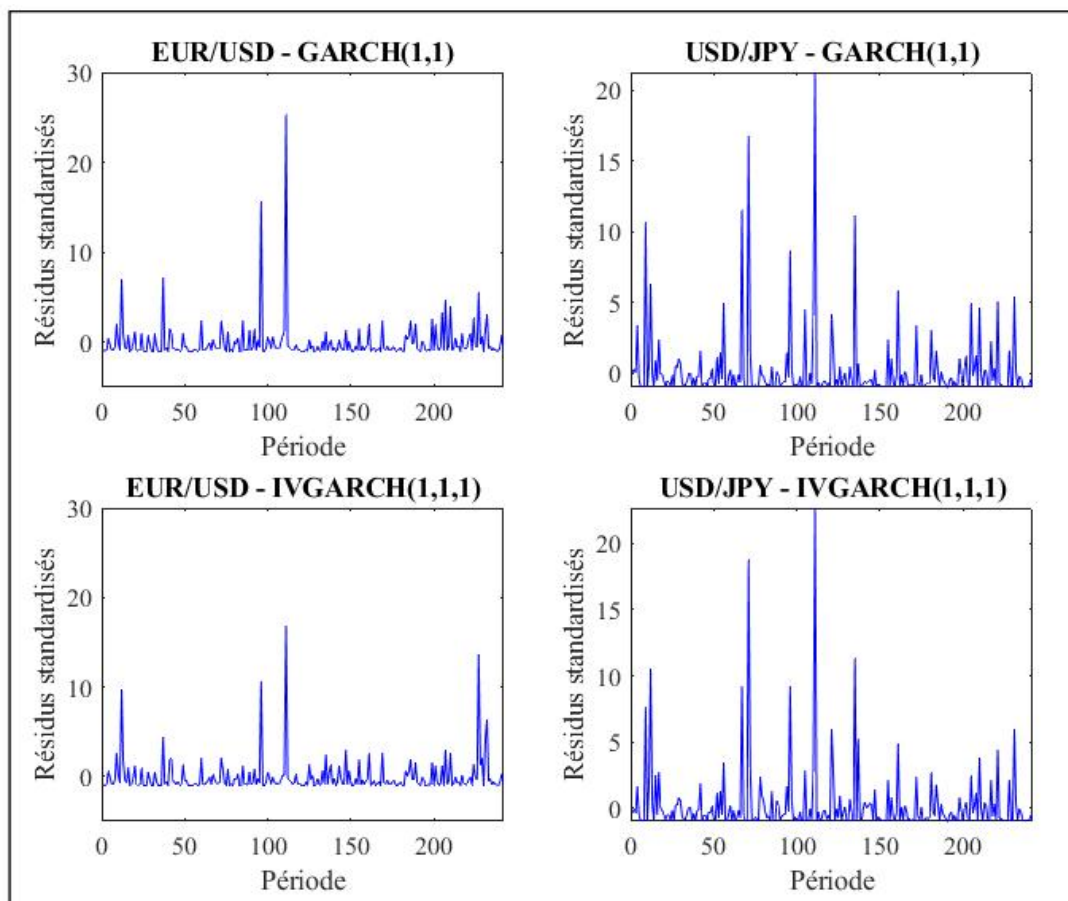 EUR/USD - GARCH(1,1)
30
20
10
0
Résidus standardisés
0 50 100 150 200
Période
USD/JPY - GARCH(1,1)
20
15
10
5
0
Résidus standardisés
0 50 100 150 200
Période
EUR/USD - IVGARCH(1,1,1)
30
20
10
0
Résidus standardisés
0 50 100 150 200
Période
USD/JPY - IVGARCH(1,1,1)
20
15
10
5
0
Résidus standardisés
0 50 100 150 200
Période